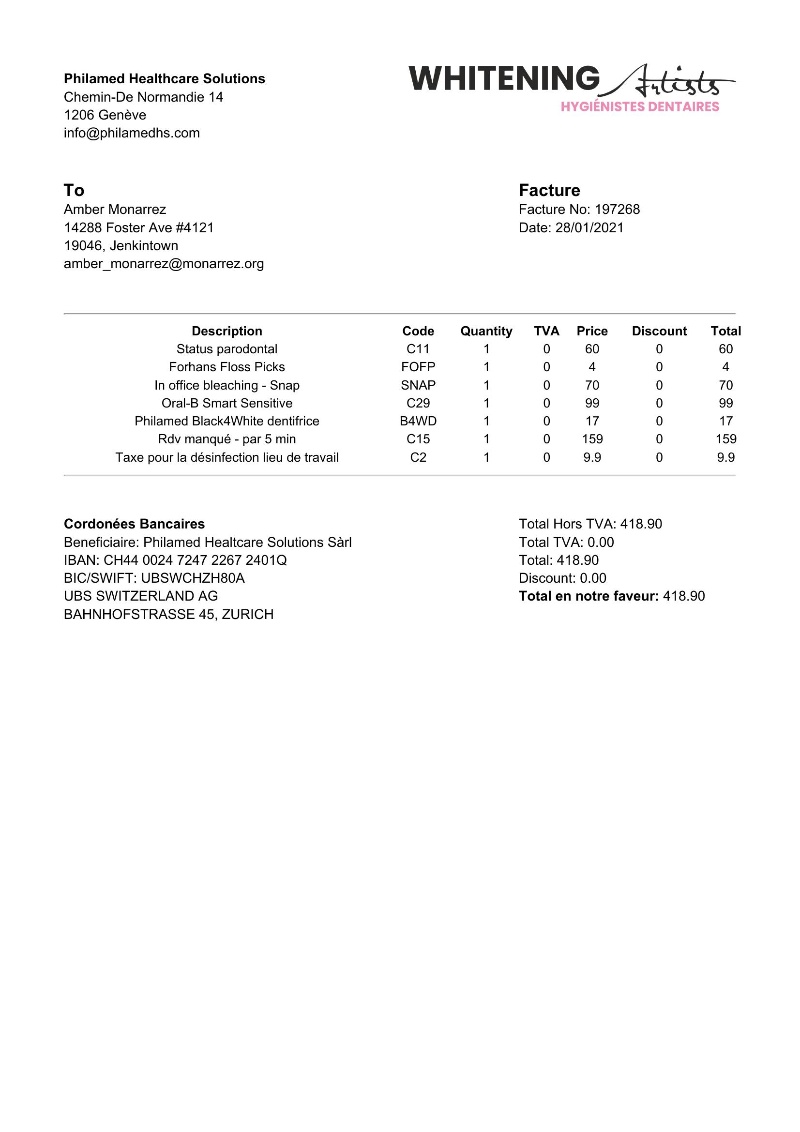 Philamed Healthcare Solutions
Chemin-De Normandie 14
1206 Genève
info@philamedhs.com
WHITENING Artists
HYGIÉNISTES DENTAIRES
To
Amber Monarrez
14288 Foster Ave #4121
19046, Jenkintown
amber_monarrez@monarrez.org
Facture
Facture No: 197268
Date: 28/01/2021
Description Code Quantity TVA Price Discount Total
Status parodontal C11 1 0 60 0 60
Forhans Floss Picks FOFP 1 0 4 0 4
In office bleaching - Snap SNAP 1 0 70 0 70
Oral-B Smart Sensitive C29 1 0 99 0 99
Philamed Black4White dentifrice B4WD 1 0 17 0 17
Rdv manqué - par 5 min C15 1 0 159 0 159
Taxe pour la désinfection lieu de travail C2 1 0 9.9 0 9.9
Cordonées Bancaires
Beneficiaire: Philamed Healtcare Solutions Sàrl
IBAN: CH44 0024 7247 2267 2401Q
BIC/SWIFT: UBSWCHZH80A
UBS SWITZERLAND AG
BAHNHOFSTRASSE 45, ZURICH
Total Hors TVA: 418.90
Total TVA: 0.00
Total: 418.90
Discount: 0.00
Total en notre faveur: 418.90